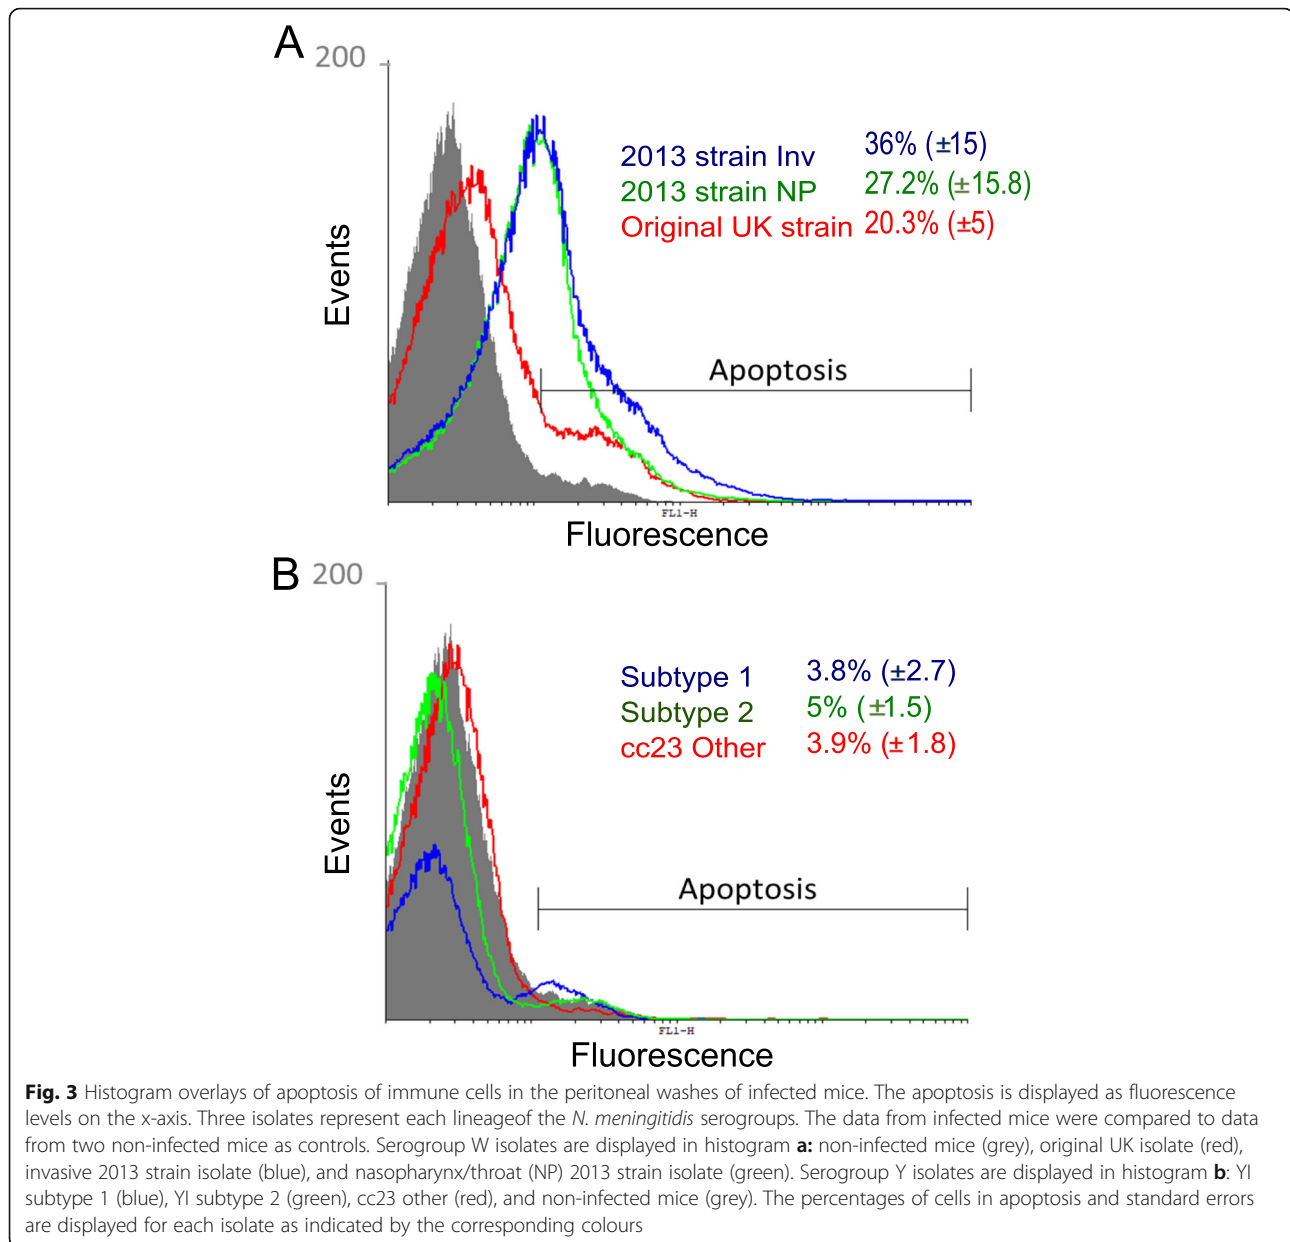 A
200
2013 strain Inv 36% (±15)
2013 strain NP 27.2% (±15.8)
Original UK strain 20.3% (±5)
Events
Apoptosis
FL1-H
Fluorescence
B
200
Subtype 1 3.8% (±2.7)
Subtype 2 5% (±1.5)
cc23 Other 3.9% (±1.8)
Events
Apoptosis
FL1-H
Fluorescence
Fig. 3 Histogram overlays of apoptosis of immune cells in the peritoneal washes of infected mice. The apoptosis is displayed as fluorescence
levels on the x-axis. Three isolates represent each lineageof the N. meningitidis serogroups. The data from infected mice were compared to data
from two non-infected mice as controls. Serogroup W isolates are displayed in histogram a: non-infected mice (grey), original UK isolate (red),
invasive 2013 strain isolate (blue), and nasopharynx/throat (NP) 2013 strain isolate (green). Serogroup Y isolates are displayed in histogram b: YI
subtype 1 (blue), YI subtype 2 (green), cc23 other (red), and non-infected mice (grey). The percentages of cells in apoptosis and standard errors
are displayed for each isolate as indicated by the corresponding colours